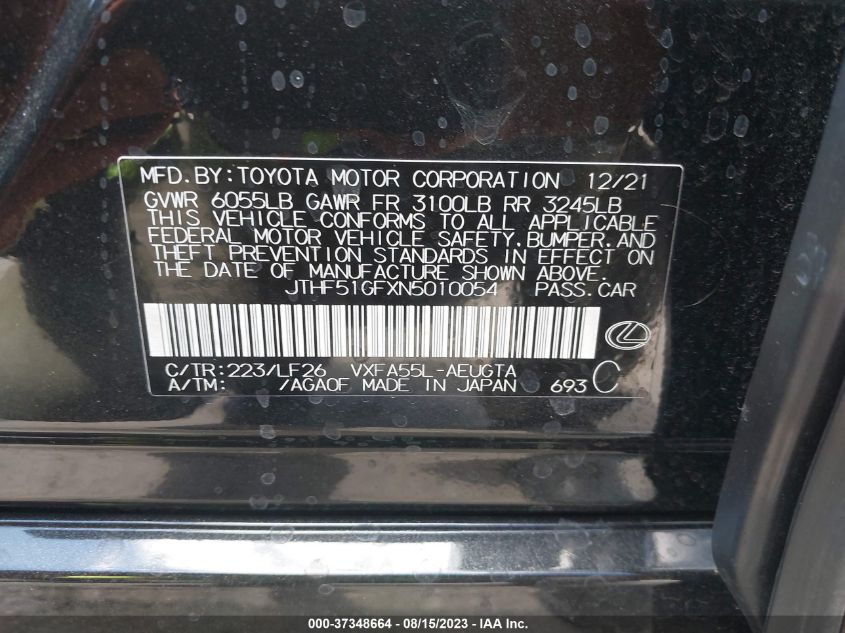 MFD.BY:TOYOTA MOTOR CORPORATION 12/21
GVWR 6055LB GAWR FR 3100LB RR 3245LB
THIS VEHICLE CONFORMS TO ALL APPLICABLE
FEDERAL MOTOR VEHICLE SAFETY,BUMPER,AND
THEFT PREVENTION STANDARDS IN EFFECT ON
THE DATE OF MANUFACTURE SHOWN ABOVE.
JTHF51GFXN5010054 PASS.CAR
C/TR:223/LF26 VXFA55L-AEUGTA
A/TM: /AGA0F MADE IN JAPAN 693 C
000-37348664 - 08/15/2023 - IAAI.COM